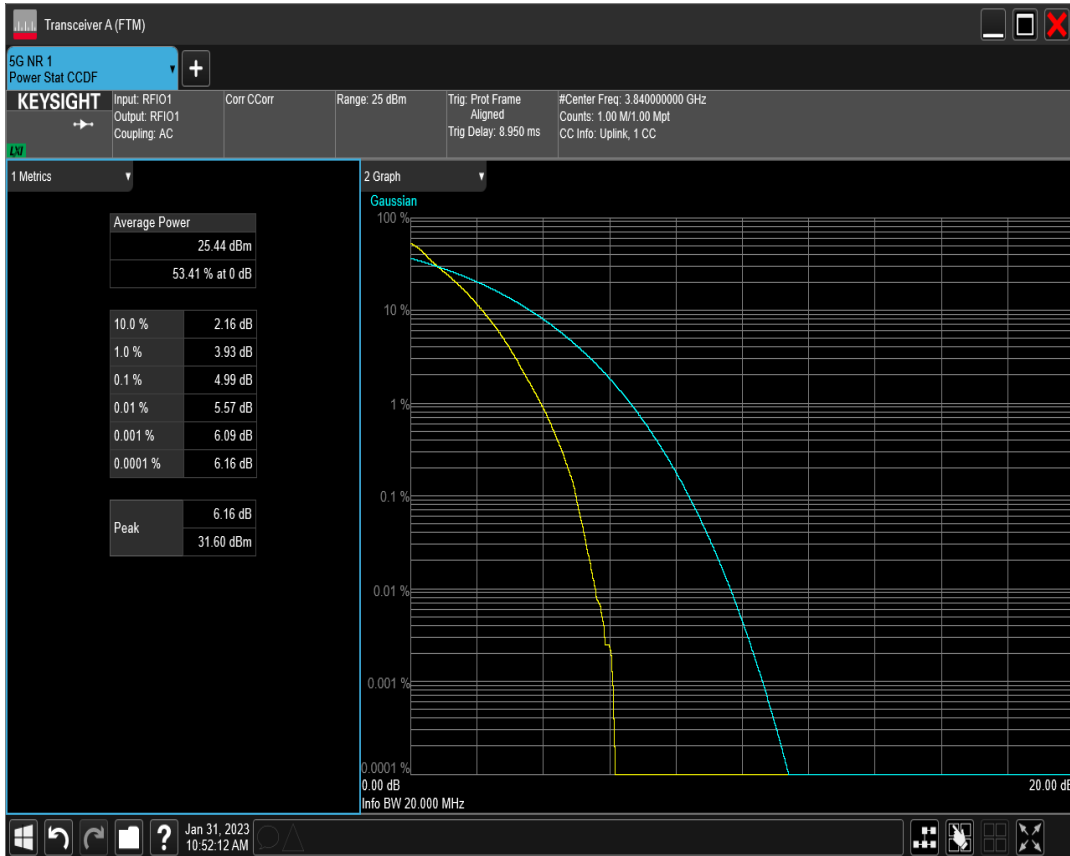 Transceiver A (FTM)
5G NR 1
Power Stat CCDF
+
KEYSIGHT
LXI
Input: RFIO1
Output: RFIO1
Coupling: AC
Corr CCorr
Range: 25 dBm
Trig: Prot Frame
Aligned
Trig Delay: 8.950 ms
#Center Freq: 3.840000000 GHz
Counts: 1.00 M/1.00 Mpt
CC Info: Uplink, 1 CC
1 Metrics
Average Power
25.44 dBm
53.41 % at 0 dB
10.0 % 2.16 dB
1.0 % 3.93 dB
0.1 % 4.99 dB
0.01 % 5.57 dB
0.001 % 6.09 dB
0.0001 % 6.16 dB
Peak
6.16 dB
31.60 dBm
2 Graph
Gaussian
100 %
10 %
1 %
0.1 %
0.01 %
0.001 %
0.0001 %
0.00 dB
20.00 dB
Info BW 20.000 MHz
?
Jan 31, 2023
10:52:12 AM